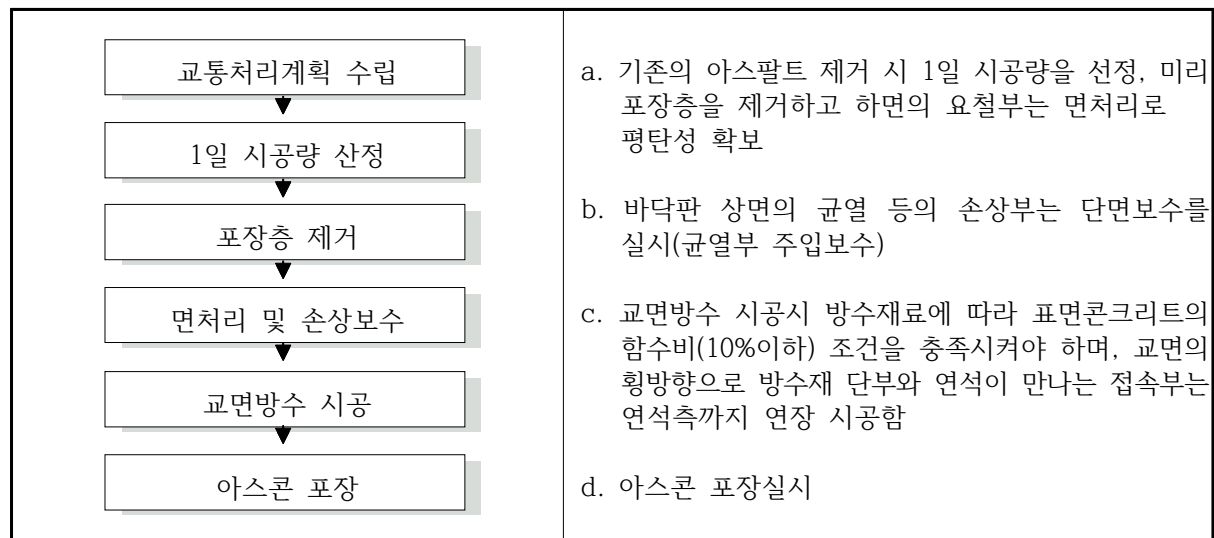 교통처리계획 수립
1일 시공량 산정
포장층 제거
면처리 및 손상보수
교면방수 시공
아스콘 포장
a. 기존의 아스팔트 제거 시 1일 시공량을 선정, 미리
포장층을 제거하고 하면의 요철부는 면처리로
평탄성 확보
b. 바닥판 상면의 균열 등의 손상부는 단면보수를
실시(균열부 주입보수)
c. 교면방수 시공시 방수재료에 따라 표면콘크리트의
함수비(10%이하) 조건을 충족시켜야 하며, 교면의
횡방향으로 방수재 단부와 연석이 만나는 접속부는
연석측까지 연장 시공함
d. 아스콘 포장실시